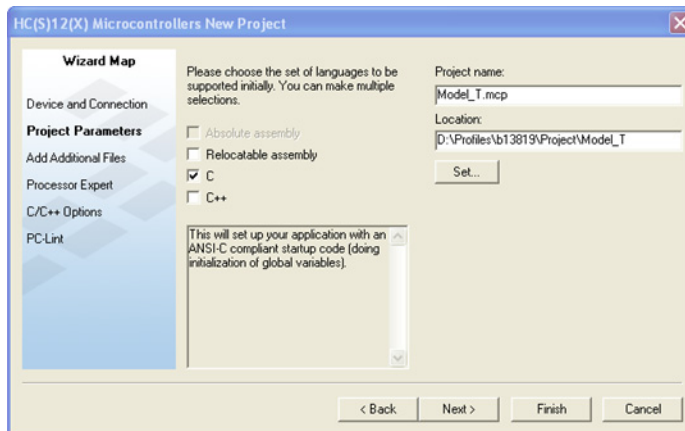 HC(S)12(X) Microcontrollers New Project
Wizard Map
Device and Connection
Project Parameters
Add Additional Files
Processor Expert
C/C++ Options
PC-Lint
Please choose the set of languages to be
supported initially. You can make multiple
selections.
Absolute assembly
Relocatable assembly
C
C++
This will set up your application with an
ANSI-C compliant startup code (doing
initialization of global variables).
Project name:
Model_T.mcp
Location:
D:\Profiles\b13819\Project\Model_T
Set...
< Back
Next >
Finish
Cancel